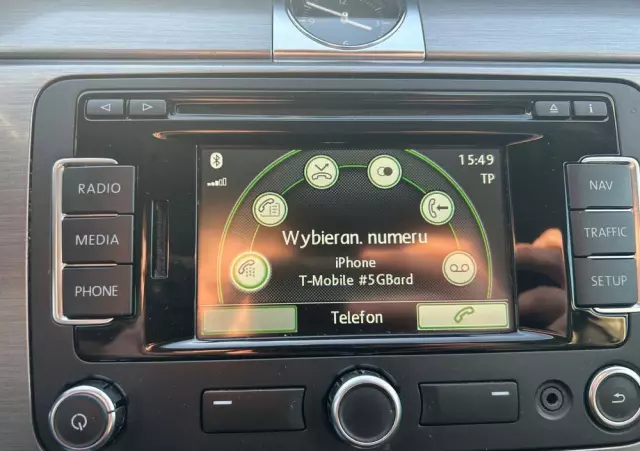 i
15:49
TP
RADIO
MEDIA
PHONE
Wybieran. numeru
iPhone
T-Mobile #5GBard
Telefon
NAV
TRAFFIC
SETUP